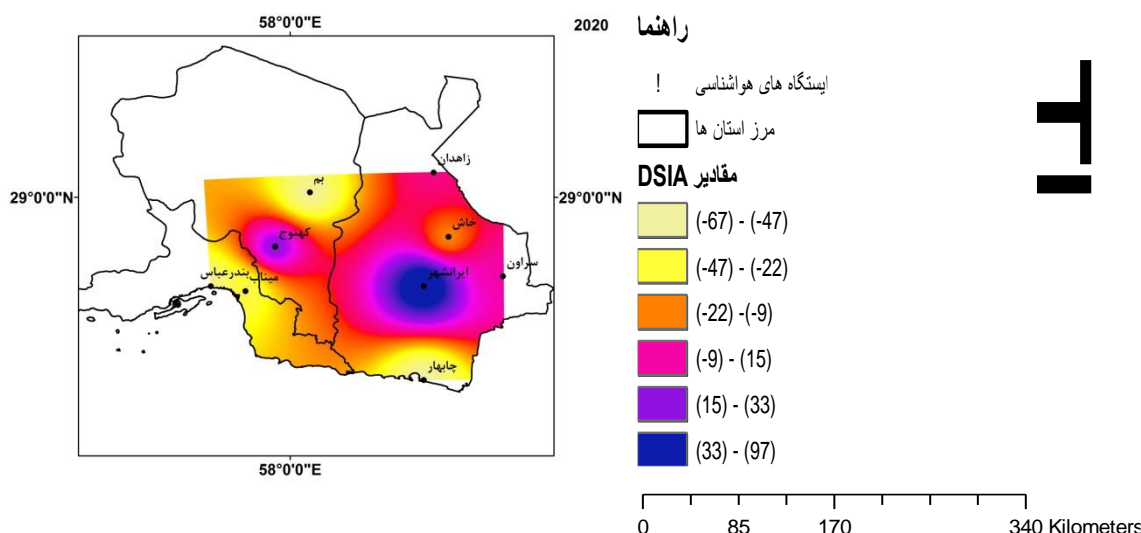 58°0'0"E
2020
29°0'0"N
29°0'0"N
زاهدان
بم
خاش
کهنوج
سراوان
ایرانشهر
بندرعباس
میناب
چابهار
58°0'0"E
راهنما
! ایستگاه های هواشناسی
مرز استان ها
مقادیر DSIA
(-67) - (-47)
(-47) - (-22)
(-22) -(-9)
(-9) - (15)
(15) - (33)
(33) - (97)
0 85 170 340 Kilometers